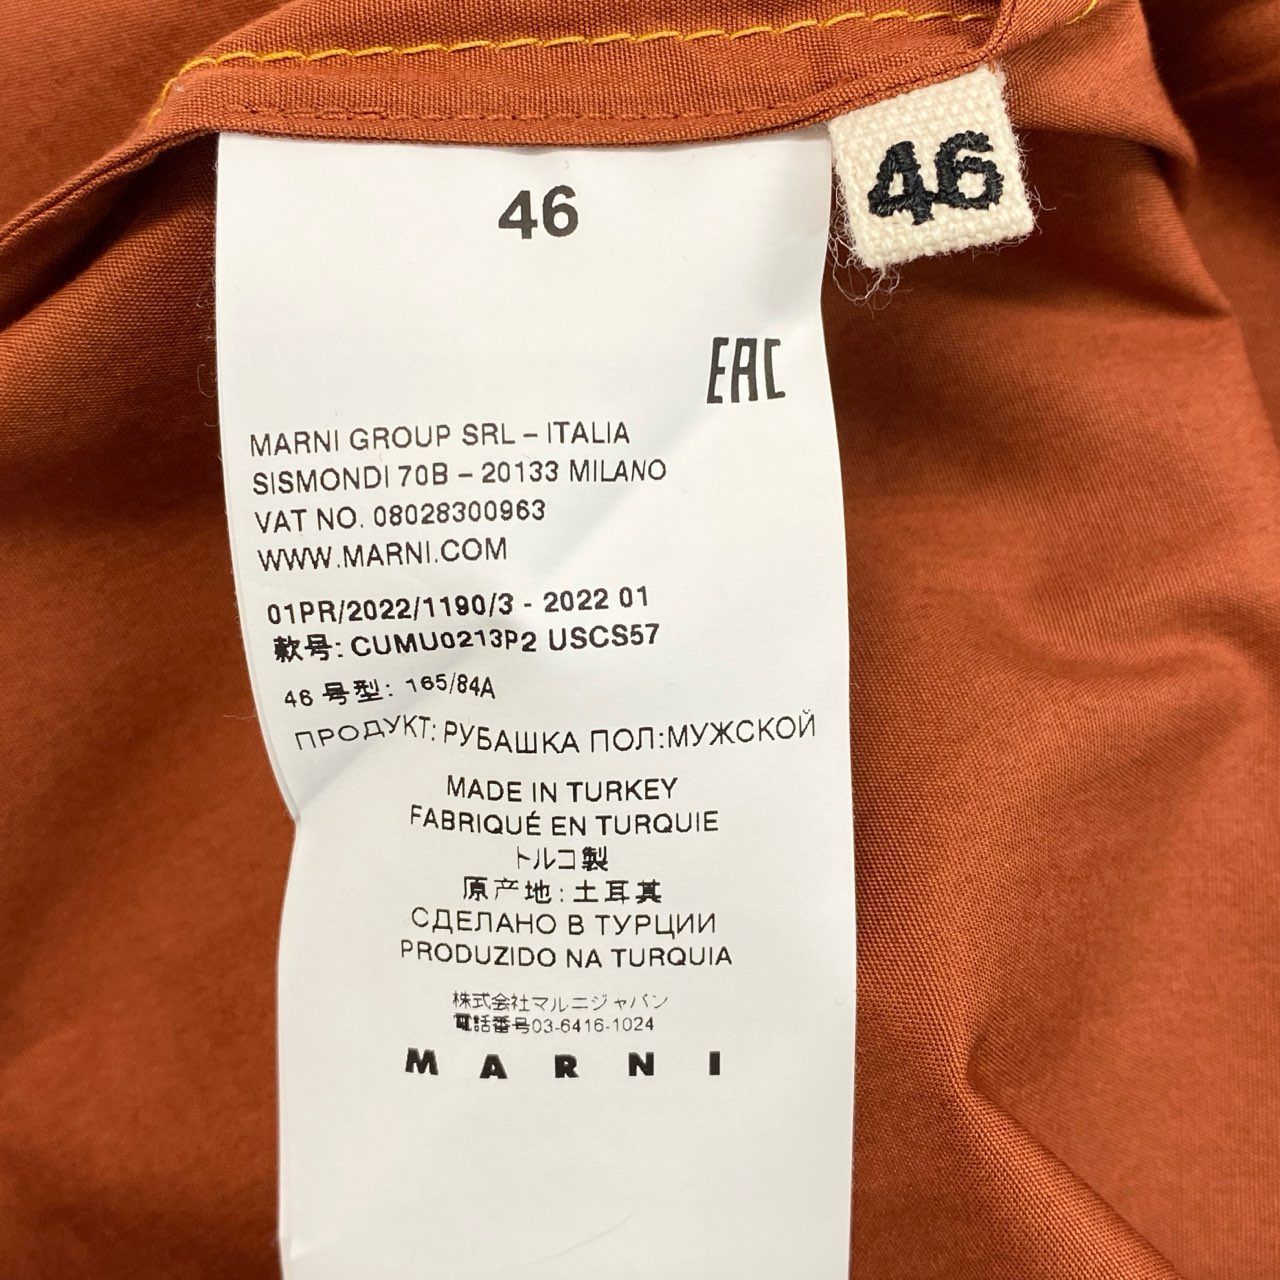 46
46
EAC
MARNI GROUP SRL – ITALIA
SISMONDI 70B – 20133 MILANO
VAT NO. 08028300963
WWW.MARNI.COM
01PR/2022/1190/3 - 2022 01
款号: CUMU0213P2 USCS57
46 号型: 165/84A
ПРОДУКТ: РУБАШКА ПОЛ:МУЖСКОЙ
MADE IN TURKEY
FABRIQUÉ EN TURQUIE
トルコ製
原产地: 土耳其
СДЕЛАНО В ТУРЦИИ
PRODUZIDO NA TURQUIA
株式会社マルニジャパン
電話番号03-6416-1024
MARNI